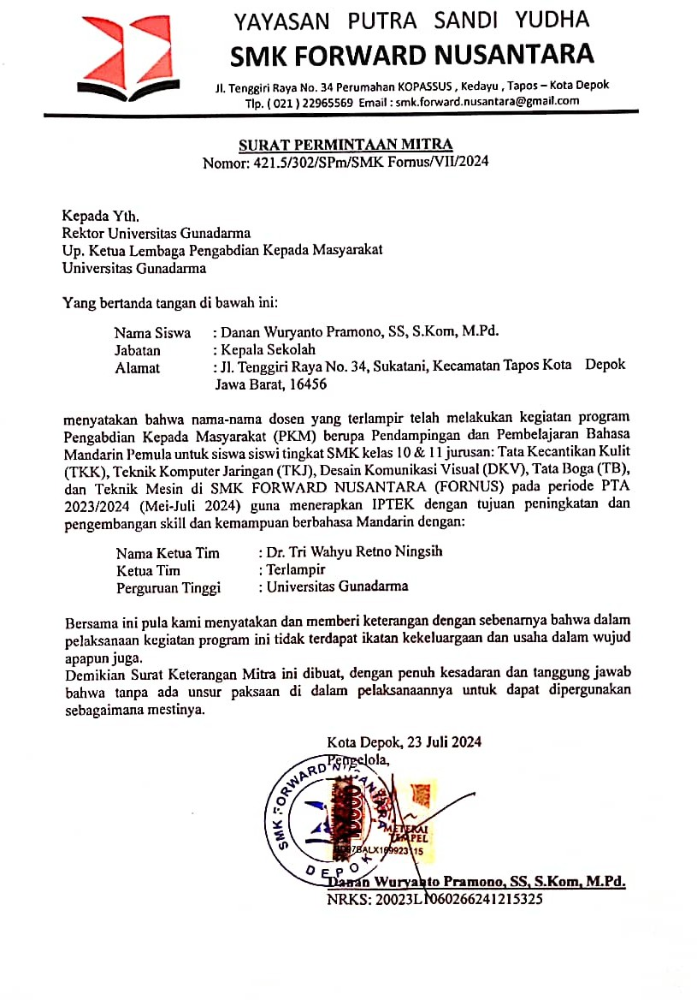 YAYASAN PUTRA SANDI YUDHA
SMK FORWARD NUSANTARA
Jl. Tenggiri Raya No. 34 Perumahan KOPASSUS , Kedayu , Tapos – Kota Depok
Tlp. ( 021 ) 22965569 Email : smk.forward.nusantara@gmail.com
SURAT PERMINTAAN MITRA
Nomor: 421.5/302/SPm/SMK Fornus/VII/2024
Kepada Yth.
Rektor Universitas Gunadarma
Up. Ketua Lembaga Pengabdian Kepada Masyarakat
Universitas Gunadarma
Yang bertanda tangan di bawah ini:
Nama Siswa : Danan Wuryanto Pramono, SS, S.Kom, M.Pd.
Jabatan : Kepala Sekolah
Alamat : Jl. Tenggiri Raya No. 34, Sukatani, Kecamatan Tapos Kota Depok
Jawa Barat, 16456
menyatakan bahwa nama-nama dosen yang terlampir telah melakukan kegiatan program
Pengabdian Kepada Masyarakat (PKM) berupa Pendampingan dan Pembelajaran Bahasa
Mandarin Pemula untuk siswa siswi tingkat SMK kelas 10 & 11 jurusan: Tata Kecantikan Kulit
(TKK), Teknik Komputer Jaringan (TKJ), Desain Komunikasi Visual (DKV), Tata Boga (TB),
dan Teknik Mesin di SMK FORWARD NUSANTARA (FORNUS) pada periode PTA
2023/2024 (Mei-Juli 2024) guna menerapkan IPTEK dengan tujuan peningkatan dan
pengembangan skill dan kemampuan berbahasa Mandarin dengan:
Nama Ketua Tim : Dr. Tri Wahyu Retno Ningsih
Ketua Tim : Terlampir
Perguruan Tinggi : Universitas Gunadarma
Bersama ini pula kami menyatakan dan memberi keterangan dengan sebenarnya bahwa dalam
pelaksanaan kegiatan program ini tidak terdapat ikatan kekeluargaan dan usaha dalam wujud
apapun juga.
Demikian Surat Keterangan Mitra ini dibuat, dengan penuh kesadaran dan tanggung jawab
bahwa tanpa ada unsur paksaan di dalam pelaksanaannya untuk dapat dipergunakan
sebagaimana mestinya.
Kota Depok, 23 Juli 2024
Pengelola,
SMK FORWARD NUSANTARA
DEPOK
METERAI
TEMPEL
Danan Wuryanto Pramono, SS, S.Kom, M.Pd.
NRKS: 20023L1060266241215325